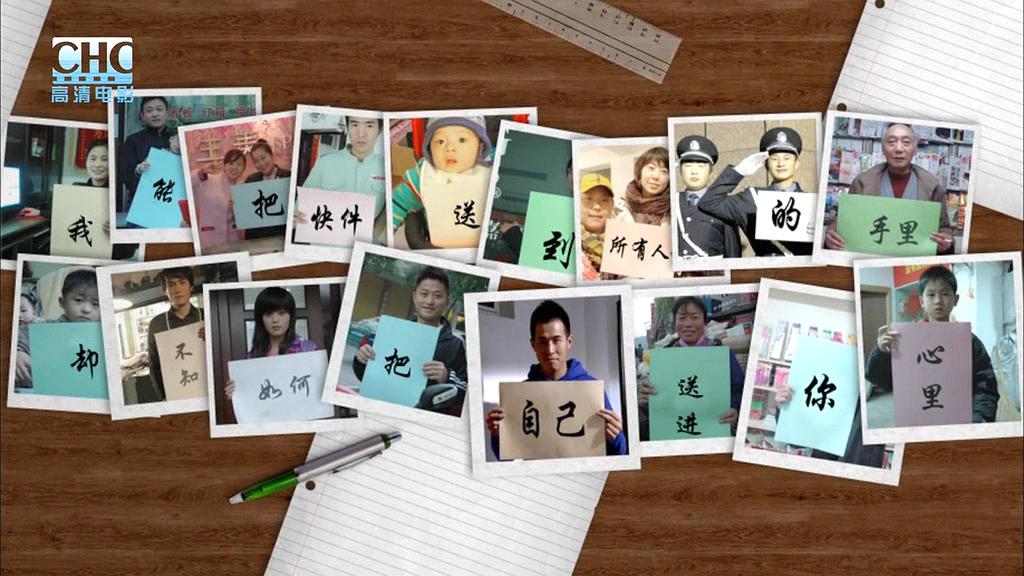 CHC
高清电影
我 能 把 快件 送 到 所有人 的 手里
却 不知 如何 把 自己 送进 你 心里